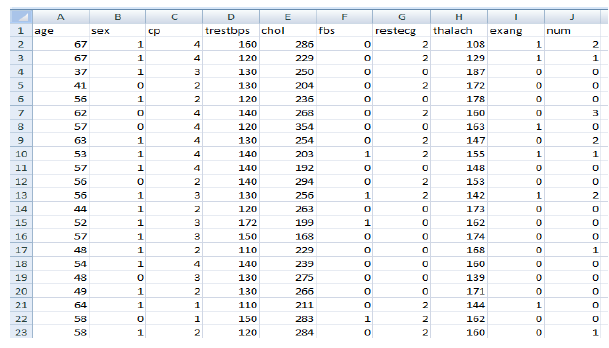 A B C D E F G H I J
1 age sex cp trestbps chol fbs restecg thalach exang num
2 67 1 4 160 286 0 2 108 1 2
3 67 1 4 120 229 0 2 129 1 1
4 37 1 3 130 250 0 0 187 0 0
5 41 0 2 130 204 0 2 172 0 0
6 56 1 2 120 236 0 0 178 0 0
7 62 0 4 140 268 0 2 160 0 3
8 57 0 4 120 354 0 0 163 1 0
9 63 1 4 130 254 0 2 147 0 2
10 53 1 4 140 203 1 2 155 1 1
11 57 1 4 140 192 0 0 148 0 0
12 56 0 2 140 294 0 2 153 0 0
13 56 1 3 130 256 1 2 142 1 2
14 44 1 2 120 263 0 0 173 0 0
15 52 1 3 172 199 1 0 162 0 0
16 57 1 3 150 168 0 0 174 0 0
17 48 1 2 110 229 0 0 168 0 1
18 54 1 4 140 239 0 0 160 0 0
19 48 0 3 130 275 0 0 139 0 0
20 49 1 2 130 266 0 0 171 0 0
21 64 1 1 110 211 0 2 144 1 0
22 58 0 1 150 283 1 2 162 0 0
23 58 1 2 120 284 0 2 160 0 1